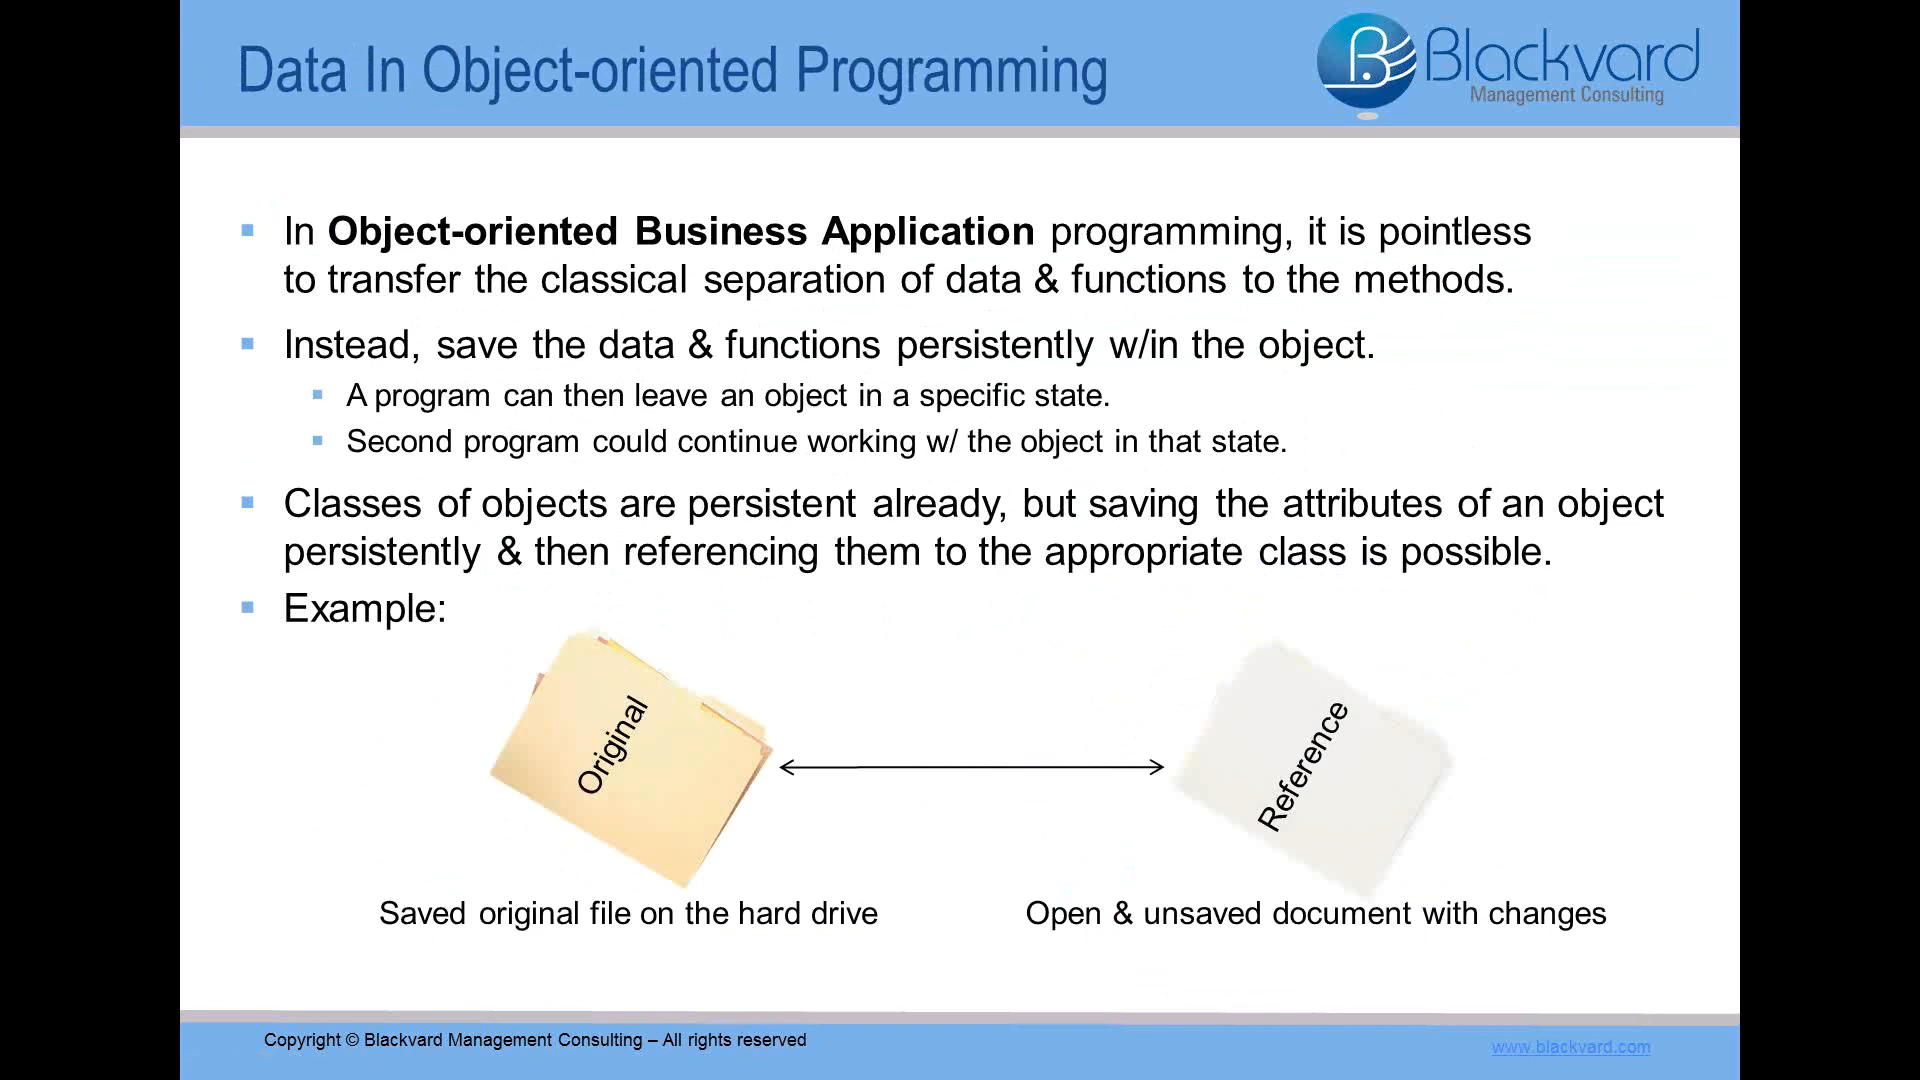 Data In Object-oriented Programming
Blackvard
Management Consulting
In Object-oriented Business Application programming, it is pointless
to transfer the classical separation of data & functions to the methods.
Instead, save the data & functions persistently w/in the object.
A program can then leave an object in a specific state.
Second program could continue working w/ the object in that state.
Classes of objects are persistent already, but saving the attributes of an object
persistently & then referencing them to the appropriate class is possible.
Example:
Original
Reference
Saved original file on the hard drive
Open & unsaved document with changes
Copyright © Blackvard Management Consulting – All rights reserved
www.blackvard.com